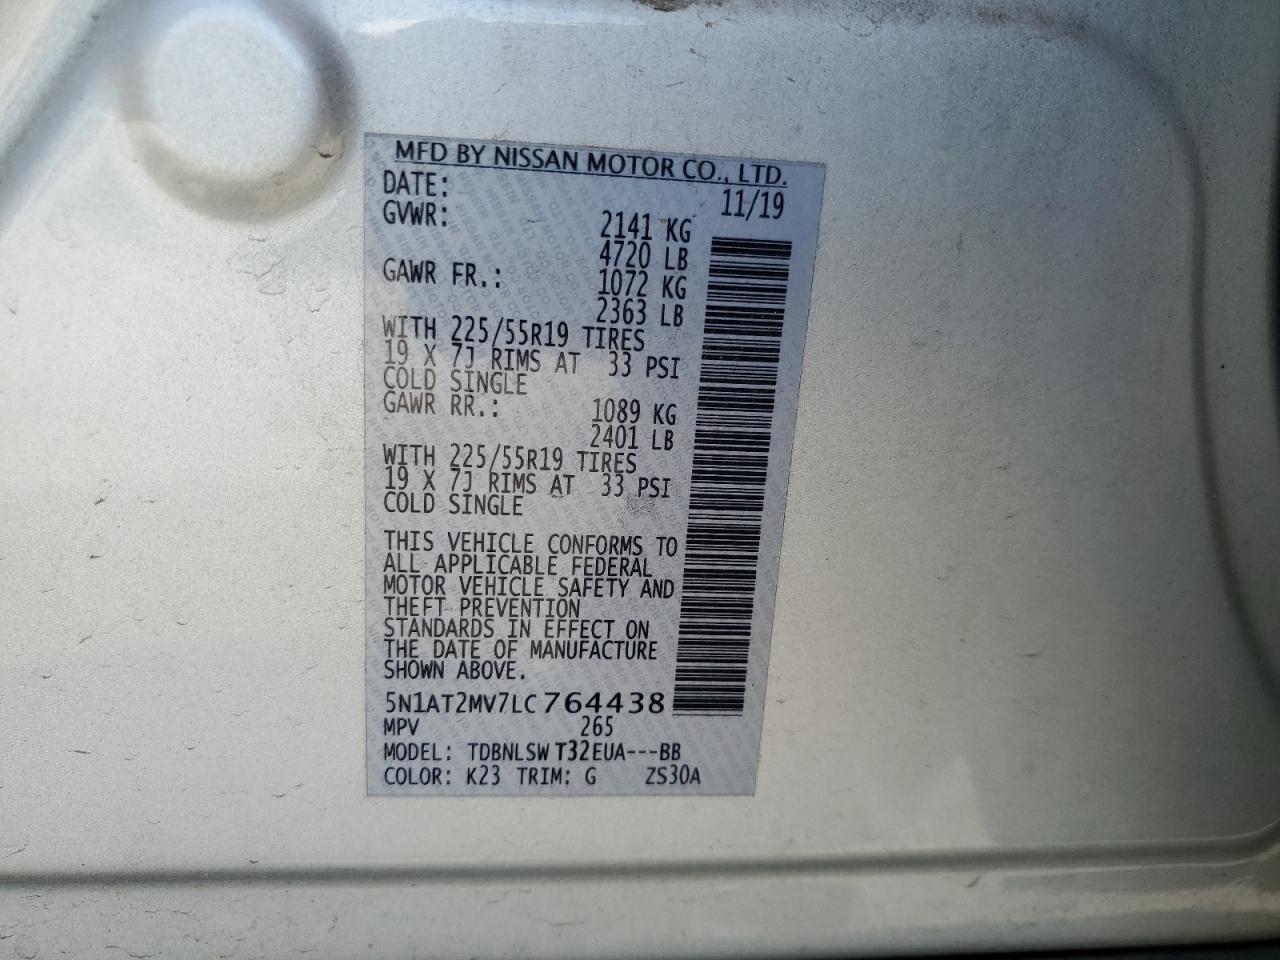 MFD BY NISSAN MOTOR CO., LTD.
DATE: 11/19
GVWR: 2141 KG
4720 LB
GAWR FR.: 1072 KG
2363 LB
WITH 225/55R19 TIRES
19 X 7J RIMS AT 33 PSI
COLD SINGLE
GAWR RR.: 1089 KG
2401 LB
WITH 225/55R19 TIRES
19 X 7J RIMS AT 33 PSI
COLD SINGLE
THIS VEHICLE CONFORMS TO
ALL APPLICABLE FEDERAL
MOTOR VEHICLE SAFETY AND
THEFT PREVENTION
STANDARDS IN EFFECT ON
THE DATE OF MANUFACTURE
SHOWN ABOVE.
5N1AT2MV7LC764438
MPV 265
MODEL: TDBNLSWT32EUA---BB
COLOR: K23 TRIM: G ZS30A